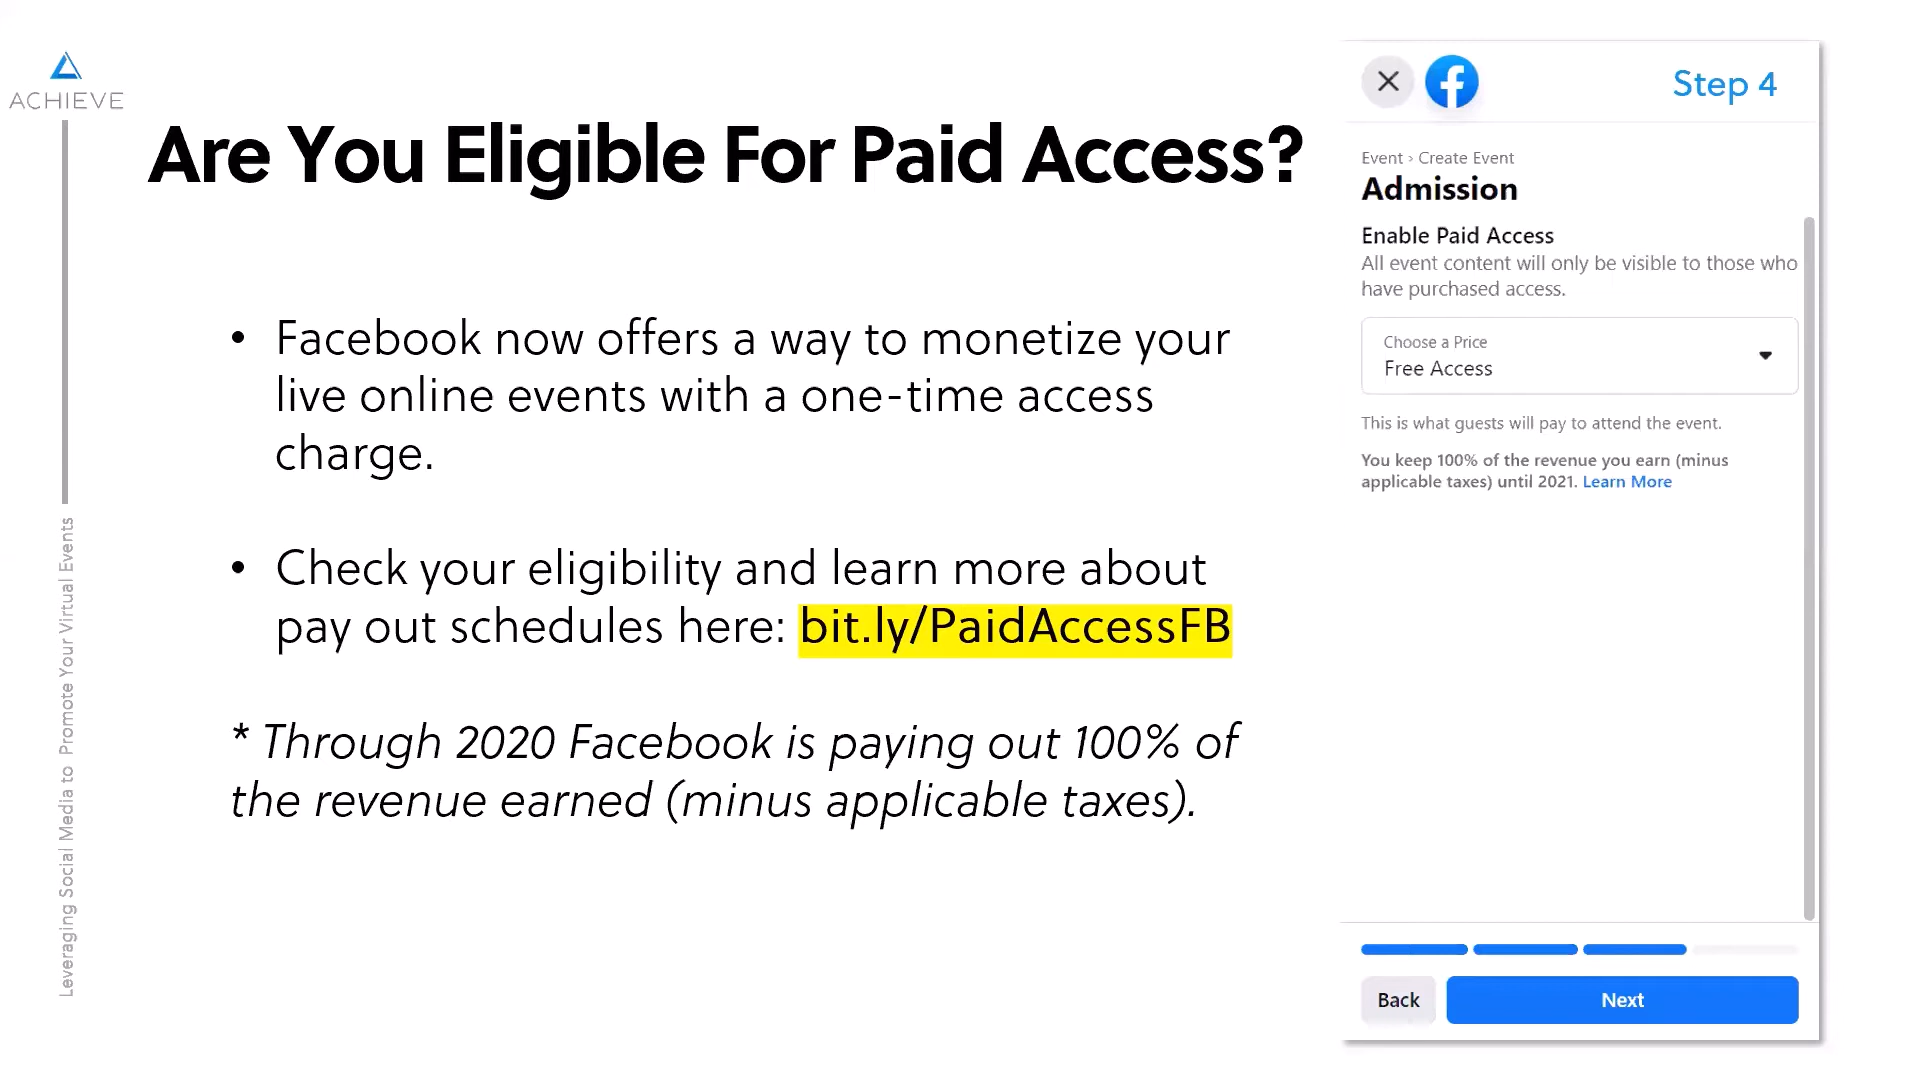 ACHIEVE
Leveraging Social Media to Promote Your Virtual Events
Are You Eligible For Paid Access?
• Facebook now offers a way to monetize your
live online events with a one-time access
charge.
• Check your eligibility and learn more about
pay out schedules here: bit.ly/PaidAccessFB
* Through 2020 Facebook is paying out 100% of
the revenue earned (minus applicable taxes).
Step 4
Event › Create Event
Admission
Enable Paid Access
All event content will only be visible to those who
have purchased access.
Choose a Price
Free Access
This is what guests will pay to attend the event.
You keep 100% of the revenue you earn (minus
applicable taxes) until 2021. Learn More
Back
Next